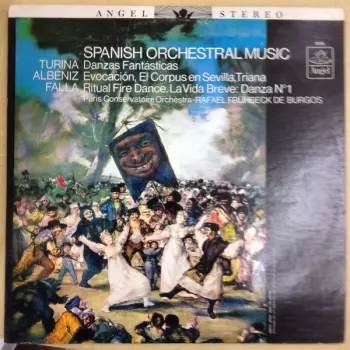 ANGEL STEREO
SPANISH ORCHESTRAL MUSIC
TURINA Danzas Fantásticas
ALBENIZ Evocación, El Corpus en Sevilla, Triana
FALLA Ritual Fire Dance, La Vida Breve: Danza Nº1
Paris Conservatoire Orchestra · RAFAEL FRÜHBECK DE BURGOS
Angel